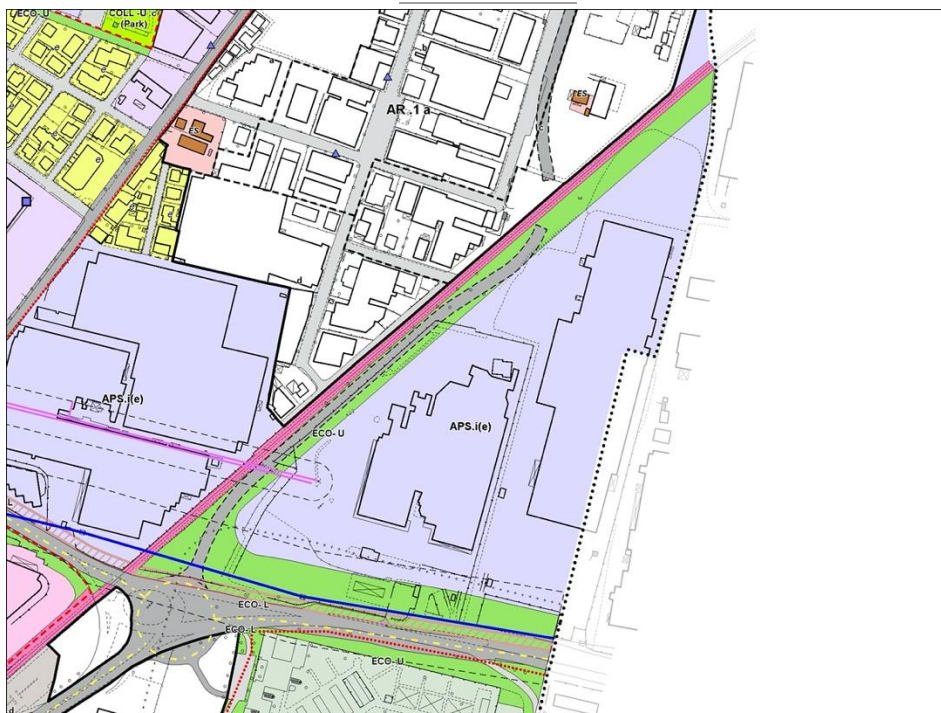 ECO- U
COLL -U ;c
(Park)
e
e
b
a
AR. 1 a
ES
ES
c
e
e
e
d
APS.i(e)
APS.i(e)
ECO- U
ECO- L
ECO- L
ECO- U
d